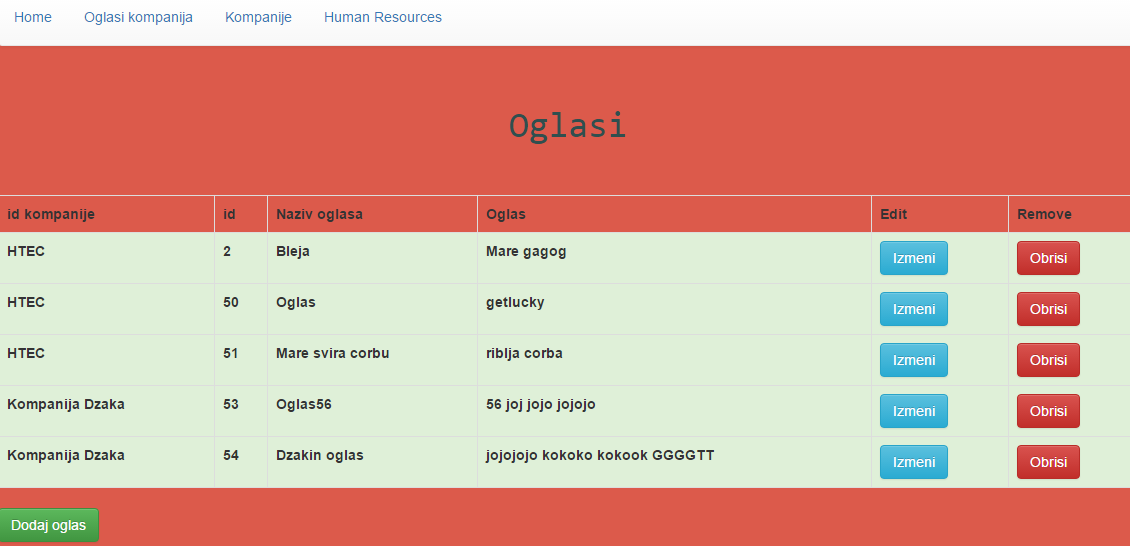 Home Oglasi kompanija Kompanije Human Resources
Oglasi
id kompanije id Naziv oglasa Oglas Edit Remove
HTEC 2 Bleja Mare gagog Izmeni Obrisi
HTEC 50 Oglas getlucky Izmeni Obrisi
HTEC 51 Mare svira corbu riblja corba Izmeni Obrisi
Kompanija Dzaka 53 Oglas56 56 joj jojo jojojo Izmeni Obrisi
Kompanija Dzaka 54 Dzakin oglas jojojojo kokoko kokook GGGGTT Izmeni Obrisi
Dodaj oglas